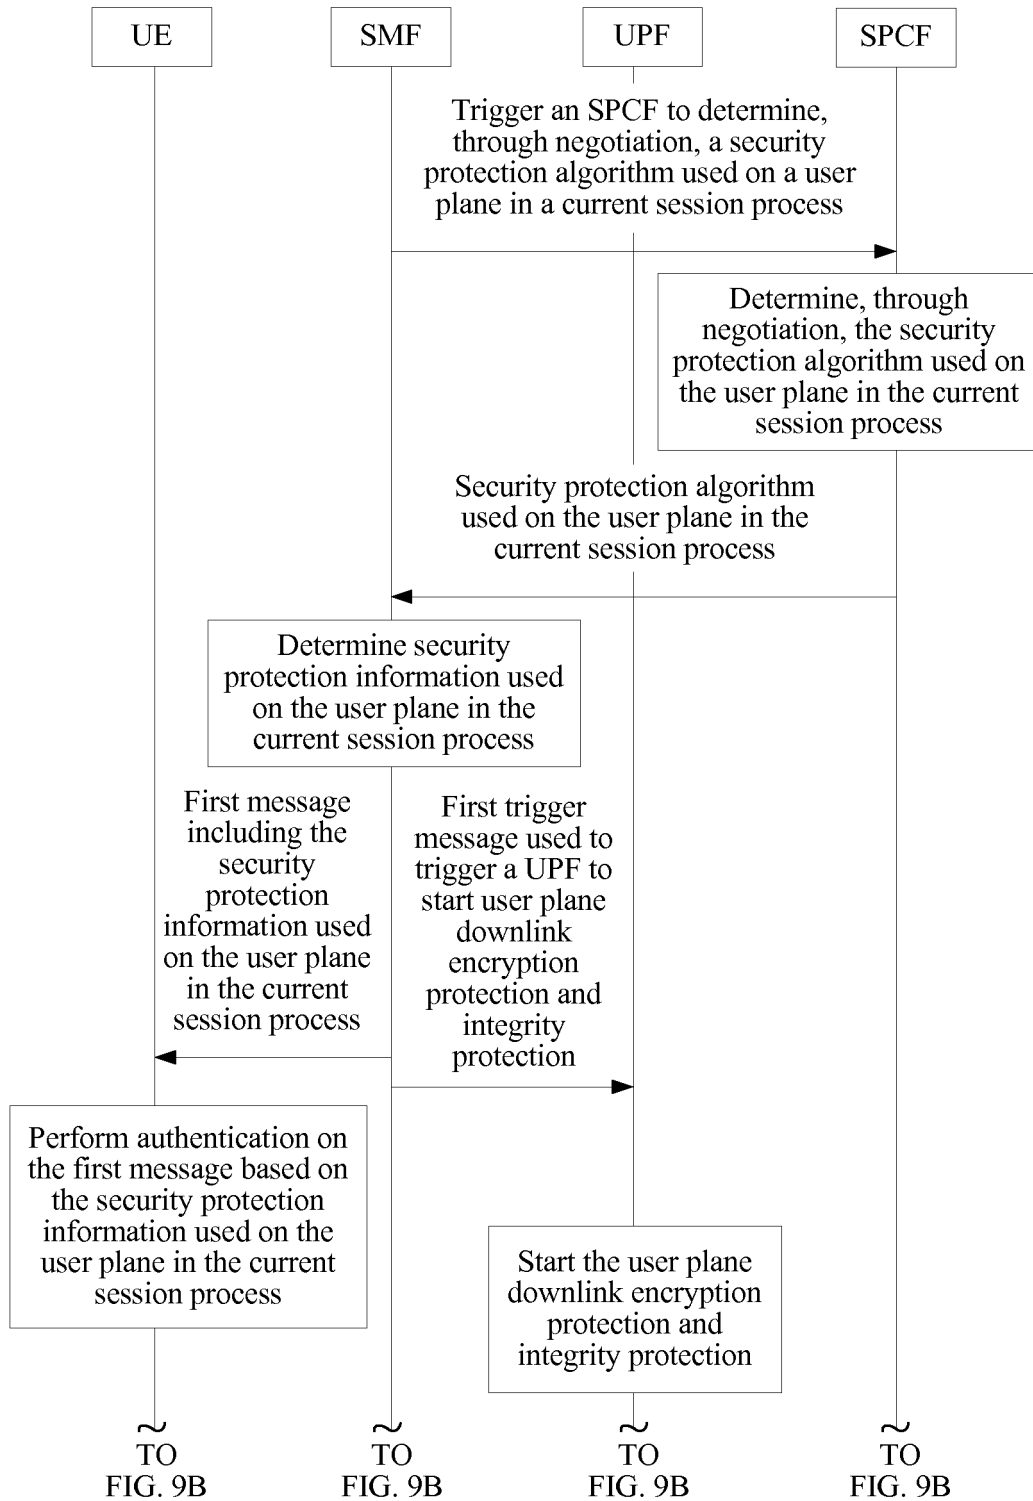 UE
SMF
UPF
SPCF
Trigger an SPCF to determine,
through negotiation, a security
protection algorithm used on a user
plane in a current session process
Determine, through
negotiation, the security
protection algorithm used on
the user plane in the current
session process
Security protection algorithm
used on the user plane in the
current session process
Determine security
protection information used
on the user plane in the
current session process
First message
including the
security
protection
information used
on the user plane
in the current
session process
First trigger
message used to
trigger a UPF to
start user plane
downlink
encryption
protection and
integrity
protection
Perform authentication on
the first message based on
the security protection
information used on the
user plane in the current
session process
Start the user plane
downlink encryption
protection and
integrity protection
TO
FIG. 9B
TO
FIG. 9B
TO
FIG. 9B
TO
FIG. 9B